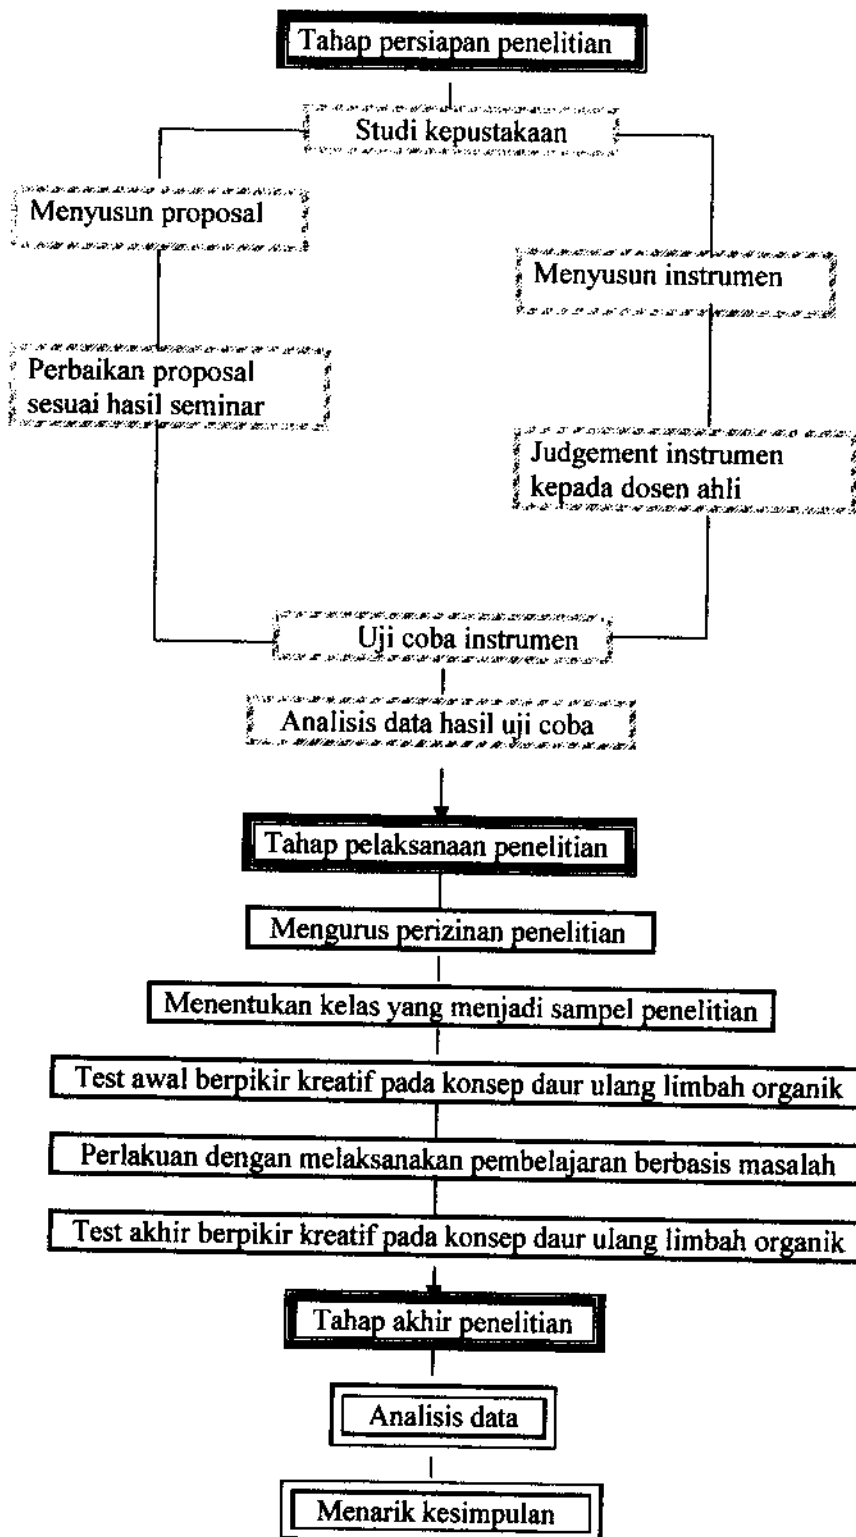 Tahap persiapan penelitian
Studi kepustakaan
Menyusun proposal
Menyusun instrumen
Perbaikan proposal
sesuai hasil seminar
Judgement instrumen
kepada dosen ahli
Uji coba instrumen
Analisis data hasil uji coba
Tahap pelaksanaan penelitian
Mengurus perizinan penelitian
Menentukan kelas yang menjadi sampel penelitian
Test awal berpikir kreatif pada konsep daur ulang limbah organik
Perlakuan dengan melaksanakan pembelajaran berbasis masalah
Test akhir berpikir kreatif pada konsep daur ulang limbah organik
Tahap akhir penelitian
Analisis data
Menarik kesimpulan